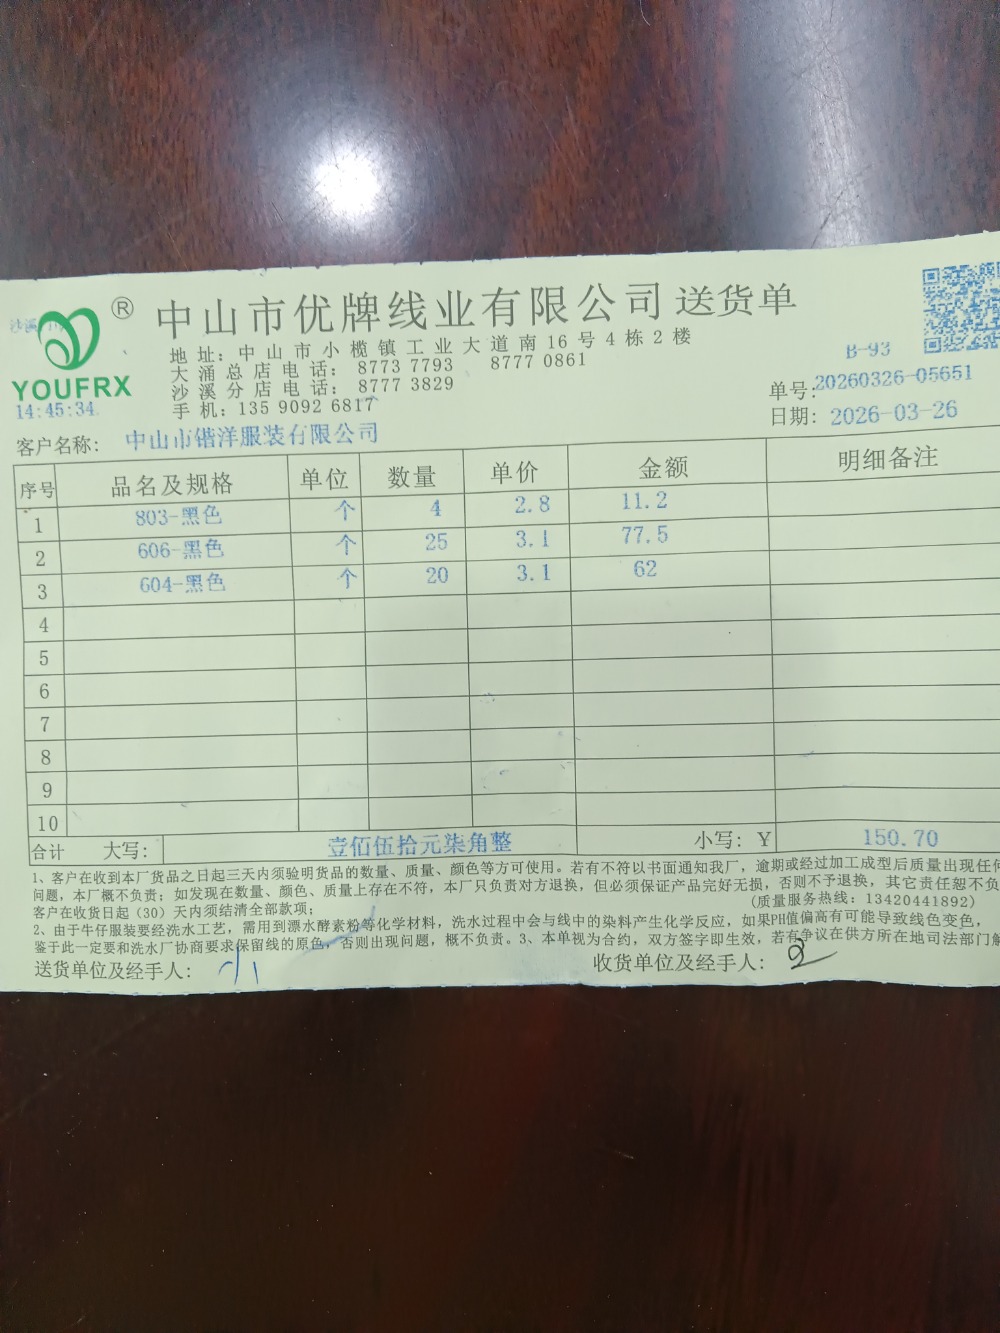 中山市优牌线业有限公司 送货单
®
YOUFRX
14:45:34
地址：中山市小榄镇工业大道南16号4栋2楼
大涌总店电话： 8773 7793 8777 0861
沙溪分店电话： 8777 3829
手机：135 9092 6817
B-93
单号：20260326-05651
日期：2026-03-26
客户名称： 中山市锴洋服装有限公司
序号 品名及规格 单位 数量 单价 金额 明细备注
1 803-黑色 个 4 2.8 11.2
2 606-黑色 个 25 3.1 77.5
3 604-黑色 个 20 3.1 62
4
5
6
7
8
9
10
合计 大写： 壹佰伍拾元柒角整 小写：Y 150.70
1、客户在收到本厂货品之日起三天内须验明货品的数量、质量、颜色等方可使用。若有不符以书面通知我厂，逾期或经过加工成型后质量出现任何
问题，本厂概不负责；如发现在数量、颜色、质量上存在不符，本厂只负责对方退换，但必须保证产品完好无损，否则不予退换，其它责任恕不负
客户在收货日起（30）天内须结清全部款项； (质量服务热线：13420441892)
2、由于牛仔服装要经洗水工艺，需用到漂水酵素粉等化学材料，洗水过程中会与线中的染料产生化学反应，如果PH值偏高有可能导致线色变色，
鉴于此一定要和洗水厂协商要求保留线的原色，否则出现问题，概不负责。3、本单视为合约，双方签字即生效，若有争议在供方所在地司法部门解
送货单位及经手人： 收货单位及经手人：